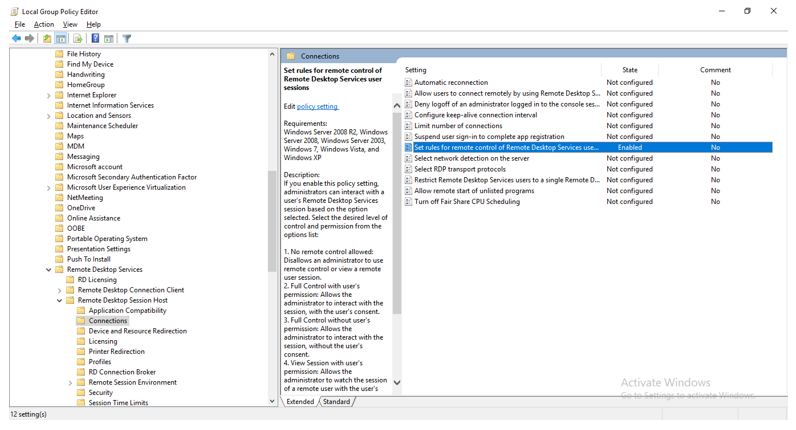 Local Group Policy Editor
File Action View Help
File History
Find My Device
Handwriting
HomeGroup
Internet Explorer
Internet Information Services
Location and Sensors
Maintenance Scheduler
Maps
MDM
Messaging
Microsoft account
Microsoft Secondary Authentication Factor
Microsoft User Experience Virtualization
NetMeeting
OneDrive
Online Assistance
OOBE
Portable Operating System
Presentation Settings
Push To Install
Remote Desktop Services
RD Licensing
Remote Desktop Connection Client
Remote Desktop Session Host
Application Compatibility
Connections
Device and Resource Redirection
Licensing
Printer Redirection
Profiles
RD Connection Broker
Remote Session Environment
Security
Session Time Limits
Connections
Set rules for remote control of
Remote Desktop Services user
sessions
Edit policy setting
Requirements:
Windows Server 2008 R2, Windows
Server 2008, Windows Server 2003,
Windows 7, Windows Vista, and
Windows XP
Description:
If you enable this policy setting,
administrators can interact with a
user's Remote Desktop Services
session based on the option
selected. Select the desired level of
control and permission from the
options list:
1. No remote control allowed:
Disallows an administrator to use
remote control or view a remote
user session.
2. Full Control with user's
permission: Allows the
administrator to interact with the
session, with the user's consent.
3. Full Control without user's
permission: Allows the
administrator to interact with the
session, without the user's
consent.
4. View Session with user's
permission: Allows the
administrator to watch the session
of a remote user with the user's
Setting State Comment
Automatic reconnection Not configured No
Allow users to connect remotely by using Remote Desktop S... Not configured No
Deny logoff of an administrator logged in to the console ses... Not configured No
Configure keep-alive connection interval Not configured No
Limit number of connections Not configured No
Suspend user sign-in to complete app registration Not configured No
Set rules for remote control of Remote Desktop Services use... Enabled No
Select network detection on the server Not configured No
Select RDP transport protocols Not configured No
Restrict Remote Desktop Services users to a single Remote D... Not configured No
Allow remote start of unlisted programs Not configured No
Turn off Fair Share CPU Scheduling Not configured No
Activate Windows
Go to Settings to activate Windows.
Extended Standard
12 setting(s)